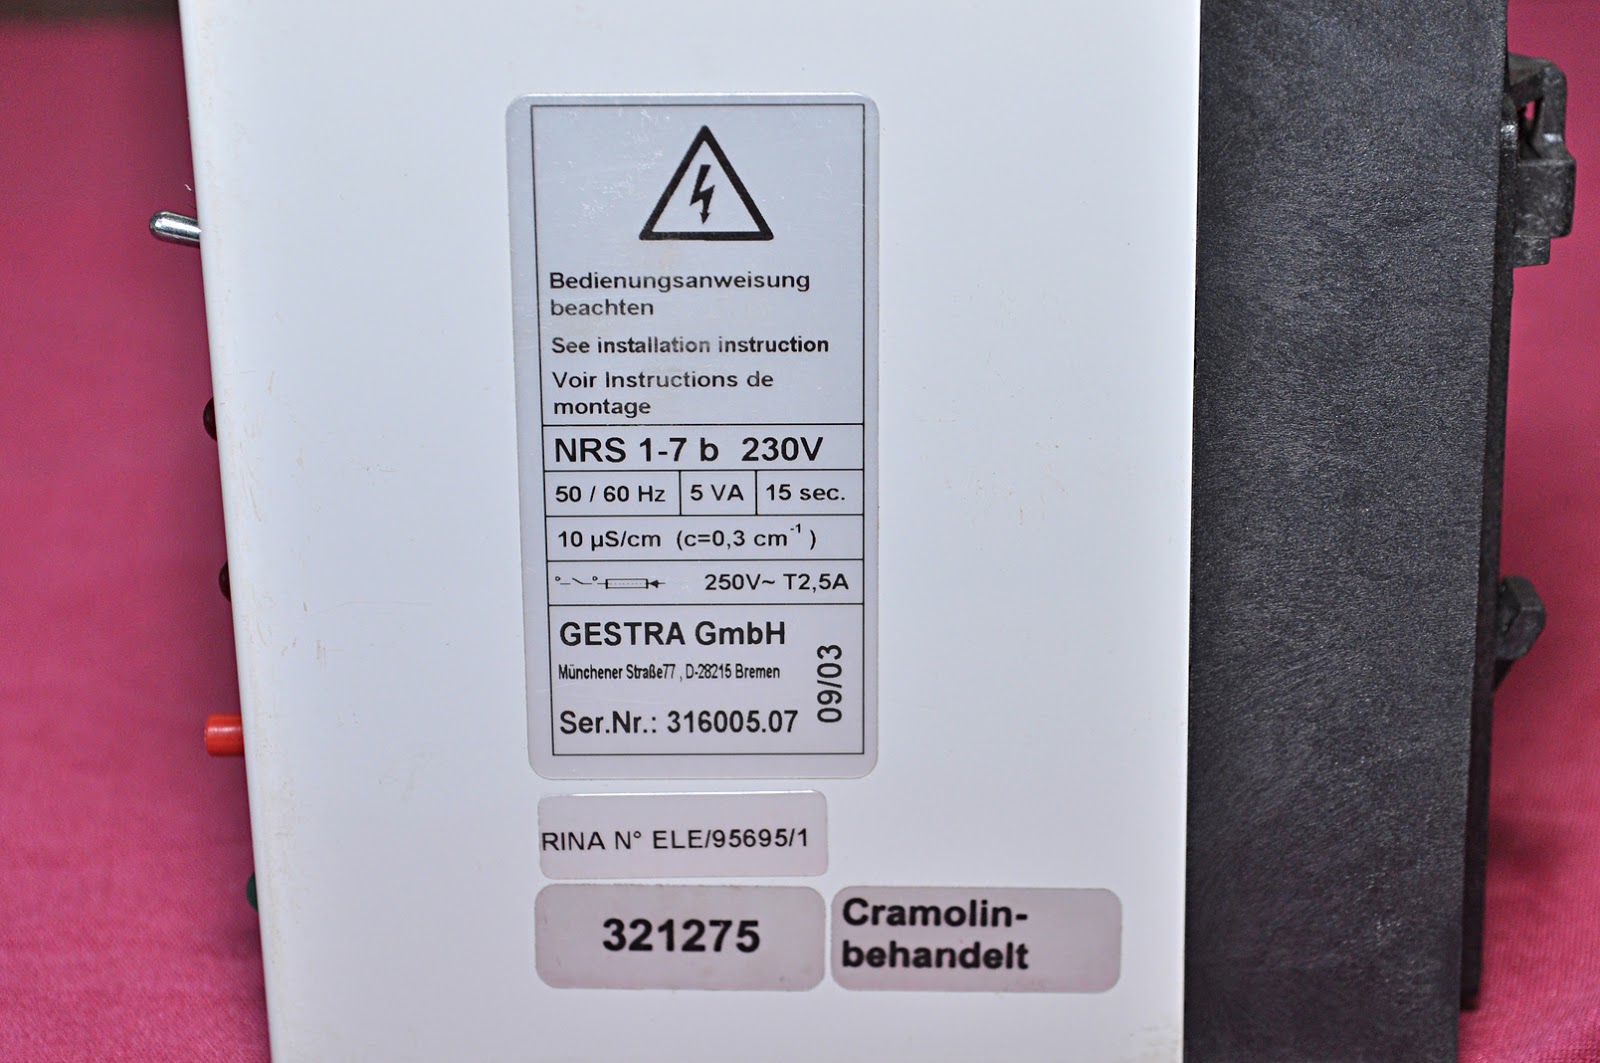 Bedienungsanweisung
beachten
See installation instruction
Voir Instructions de
montage
NRS 1-7 b 230V
50 / 60 Hz 5 VA 15 sec.
10 µS/cm (c=0,3 cm⁻¹ )
250V~ T2,5A
GESTRA GmbH
Münchener Straße77 , D-28215 Bremen
09/03
Ser.Nr.: 316005.07
RINA N° ELE/95695/1
321275
Cramolin-
behandelt